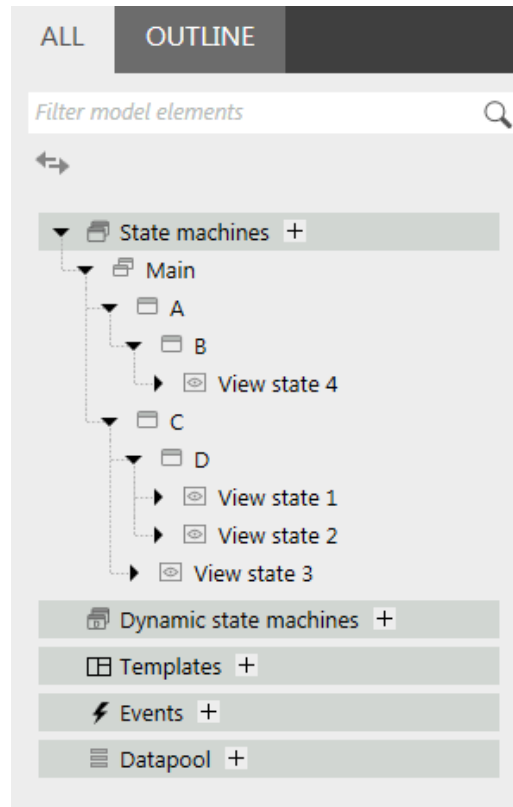 ALL OUTLINE
Filter model elements
State machines +
Main
A
B
View state 4
C
D
View state 1
View state 2
View state 3
Dynamic state machines +
Templates +
Events +
Datapool +